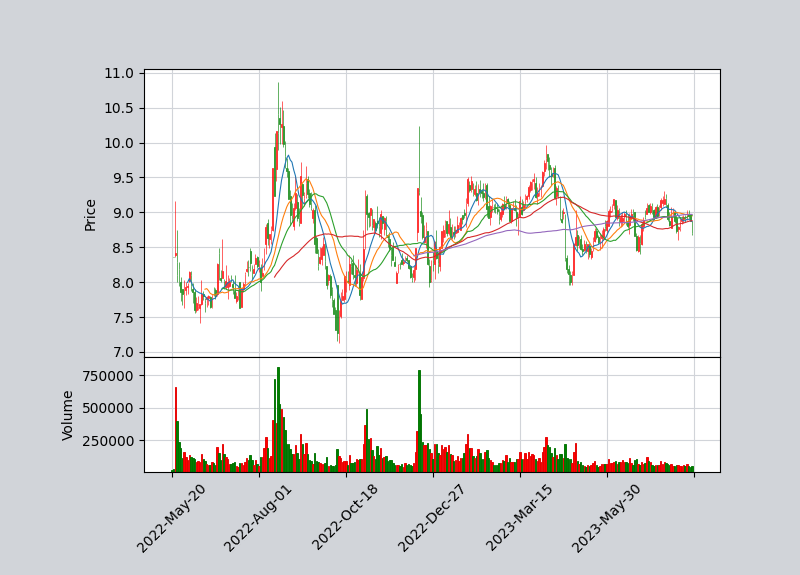 11.0
10.5
10.0
9.5
9.0
8.5
8.0
7.5
7.0
Price
750000
500000
250000
Volume
2022-May-20
2022-Aug-01
2022-Oct-18
2022-Dec-27
2023-Mar-15
2023-May-30